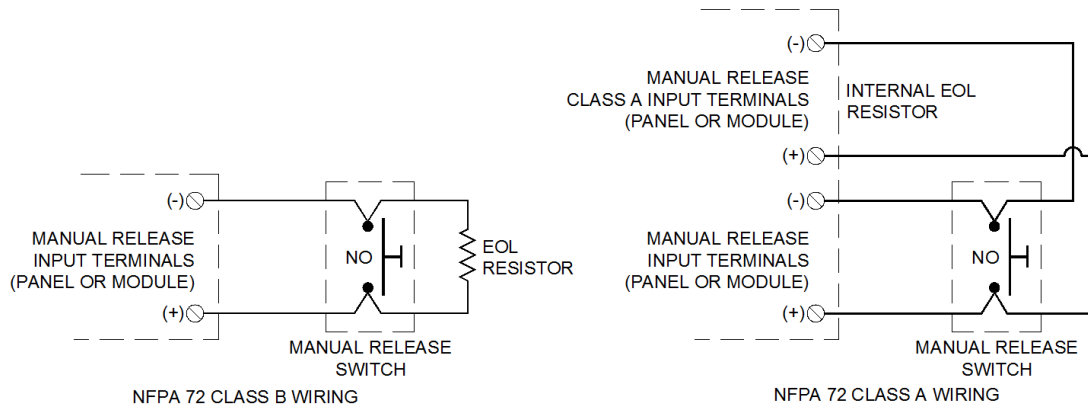 (-)
MANUAL RELEASE
INPUT TERMINALS
(PANEL OR MODULE)
(+)
NO
EOL
RESISTOR
MANUAL RELEASE
SWITCH
NFPA 72 CLASS B WIRING
(-)
MANUAL RELEASE
CLASS A INPUT TERMINALS
(PANEL OR MODULE)
INTERNAL EOL
RESISTOR
(+)
(-)
MANUAL RELEASE
INPUT TERMINALS
(PANEL OR MODULE)
(+)
NO
MANUAL RELEASE
SWITCH
NFPA 72 CLASS A WIRING